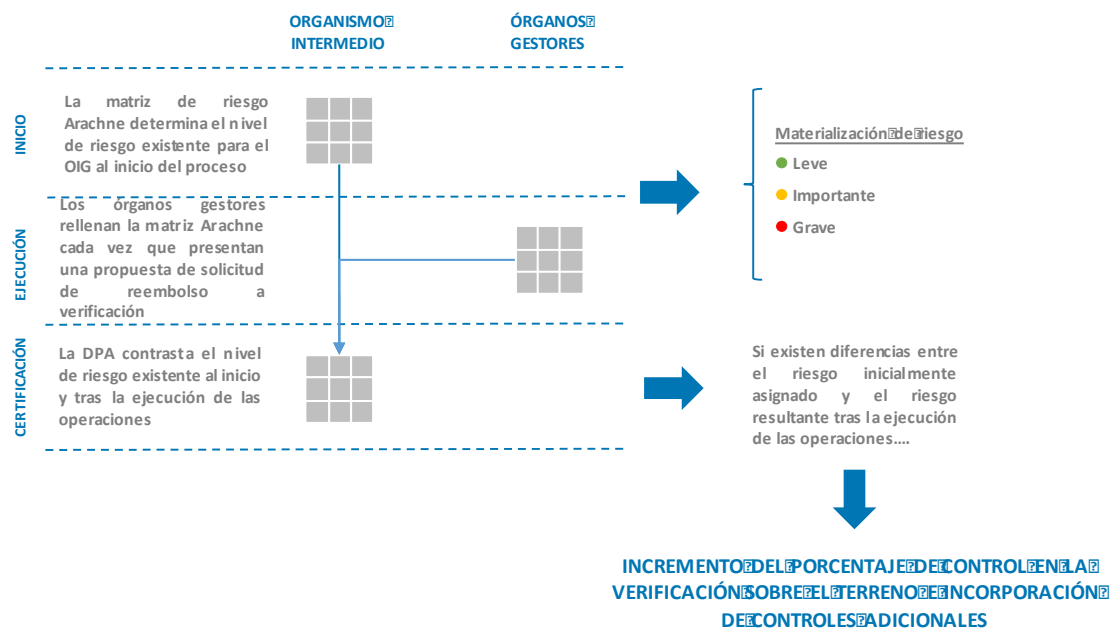 ORGANISMO
INTERMEDIO
ÓRGANOS
GESTORES
INICIO
La matriz de riesgo
Arachne determina el nivel
de riesgo existente para el
OIG al inicio del proceso
Materialización de riesgo
Leve
Importante
Grave
EJECUCIÓN
Los órganos gestores
rellenan la matriz Arachne
cada vez que presentan
una propuesta de solicitud
de reembolso a
verificación
CERTIFICACIÓN
La DPA contrasta el nivel
de riesgo existente al inicio
y tras la ejecución de las
operaciones
Si existen diferencias entre
el riesgo inicialmente
asignado y el riesgo
resultante tras la ejecución
de las operaciones....
INCREMENTO DEL PORCENTAJE DE CONTROL EN LA
VERIFICACIÓN SOBRE EL TERRENO E INCORPORACIÓN
DE CONTROLES ADICIONALES